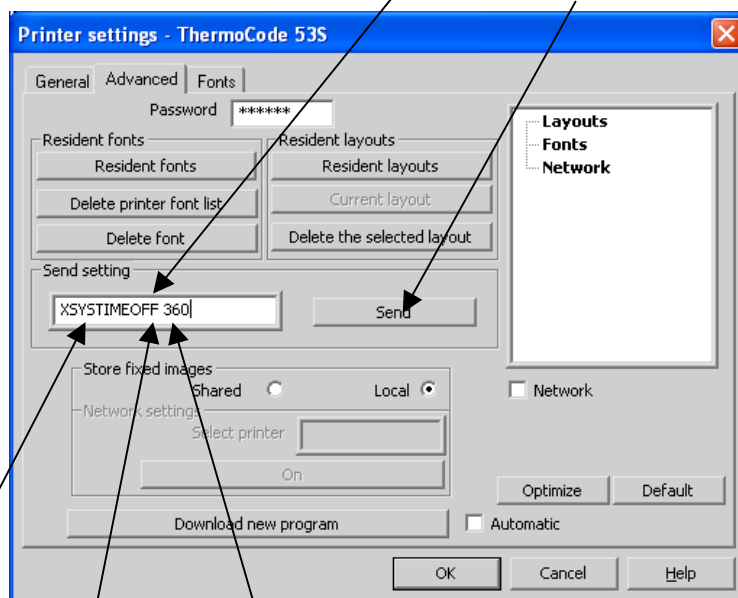 Printer settings - ThermoCode 53S
General Advanced Fonts
Password ******
Resident fonts
Resident fonts
Delete printer font list
Delete font
Resident layouts
Resident layouts
Current layout
Delete the selected layout
Layouts
Fonts
Network
Send setting
XSYSTIMEOFF 360
Send
Store fixed images
Shared Local
Network settings
Select printer
On
Network
Optimize Default
Download new program
Automatic
OK Cancel Help